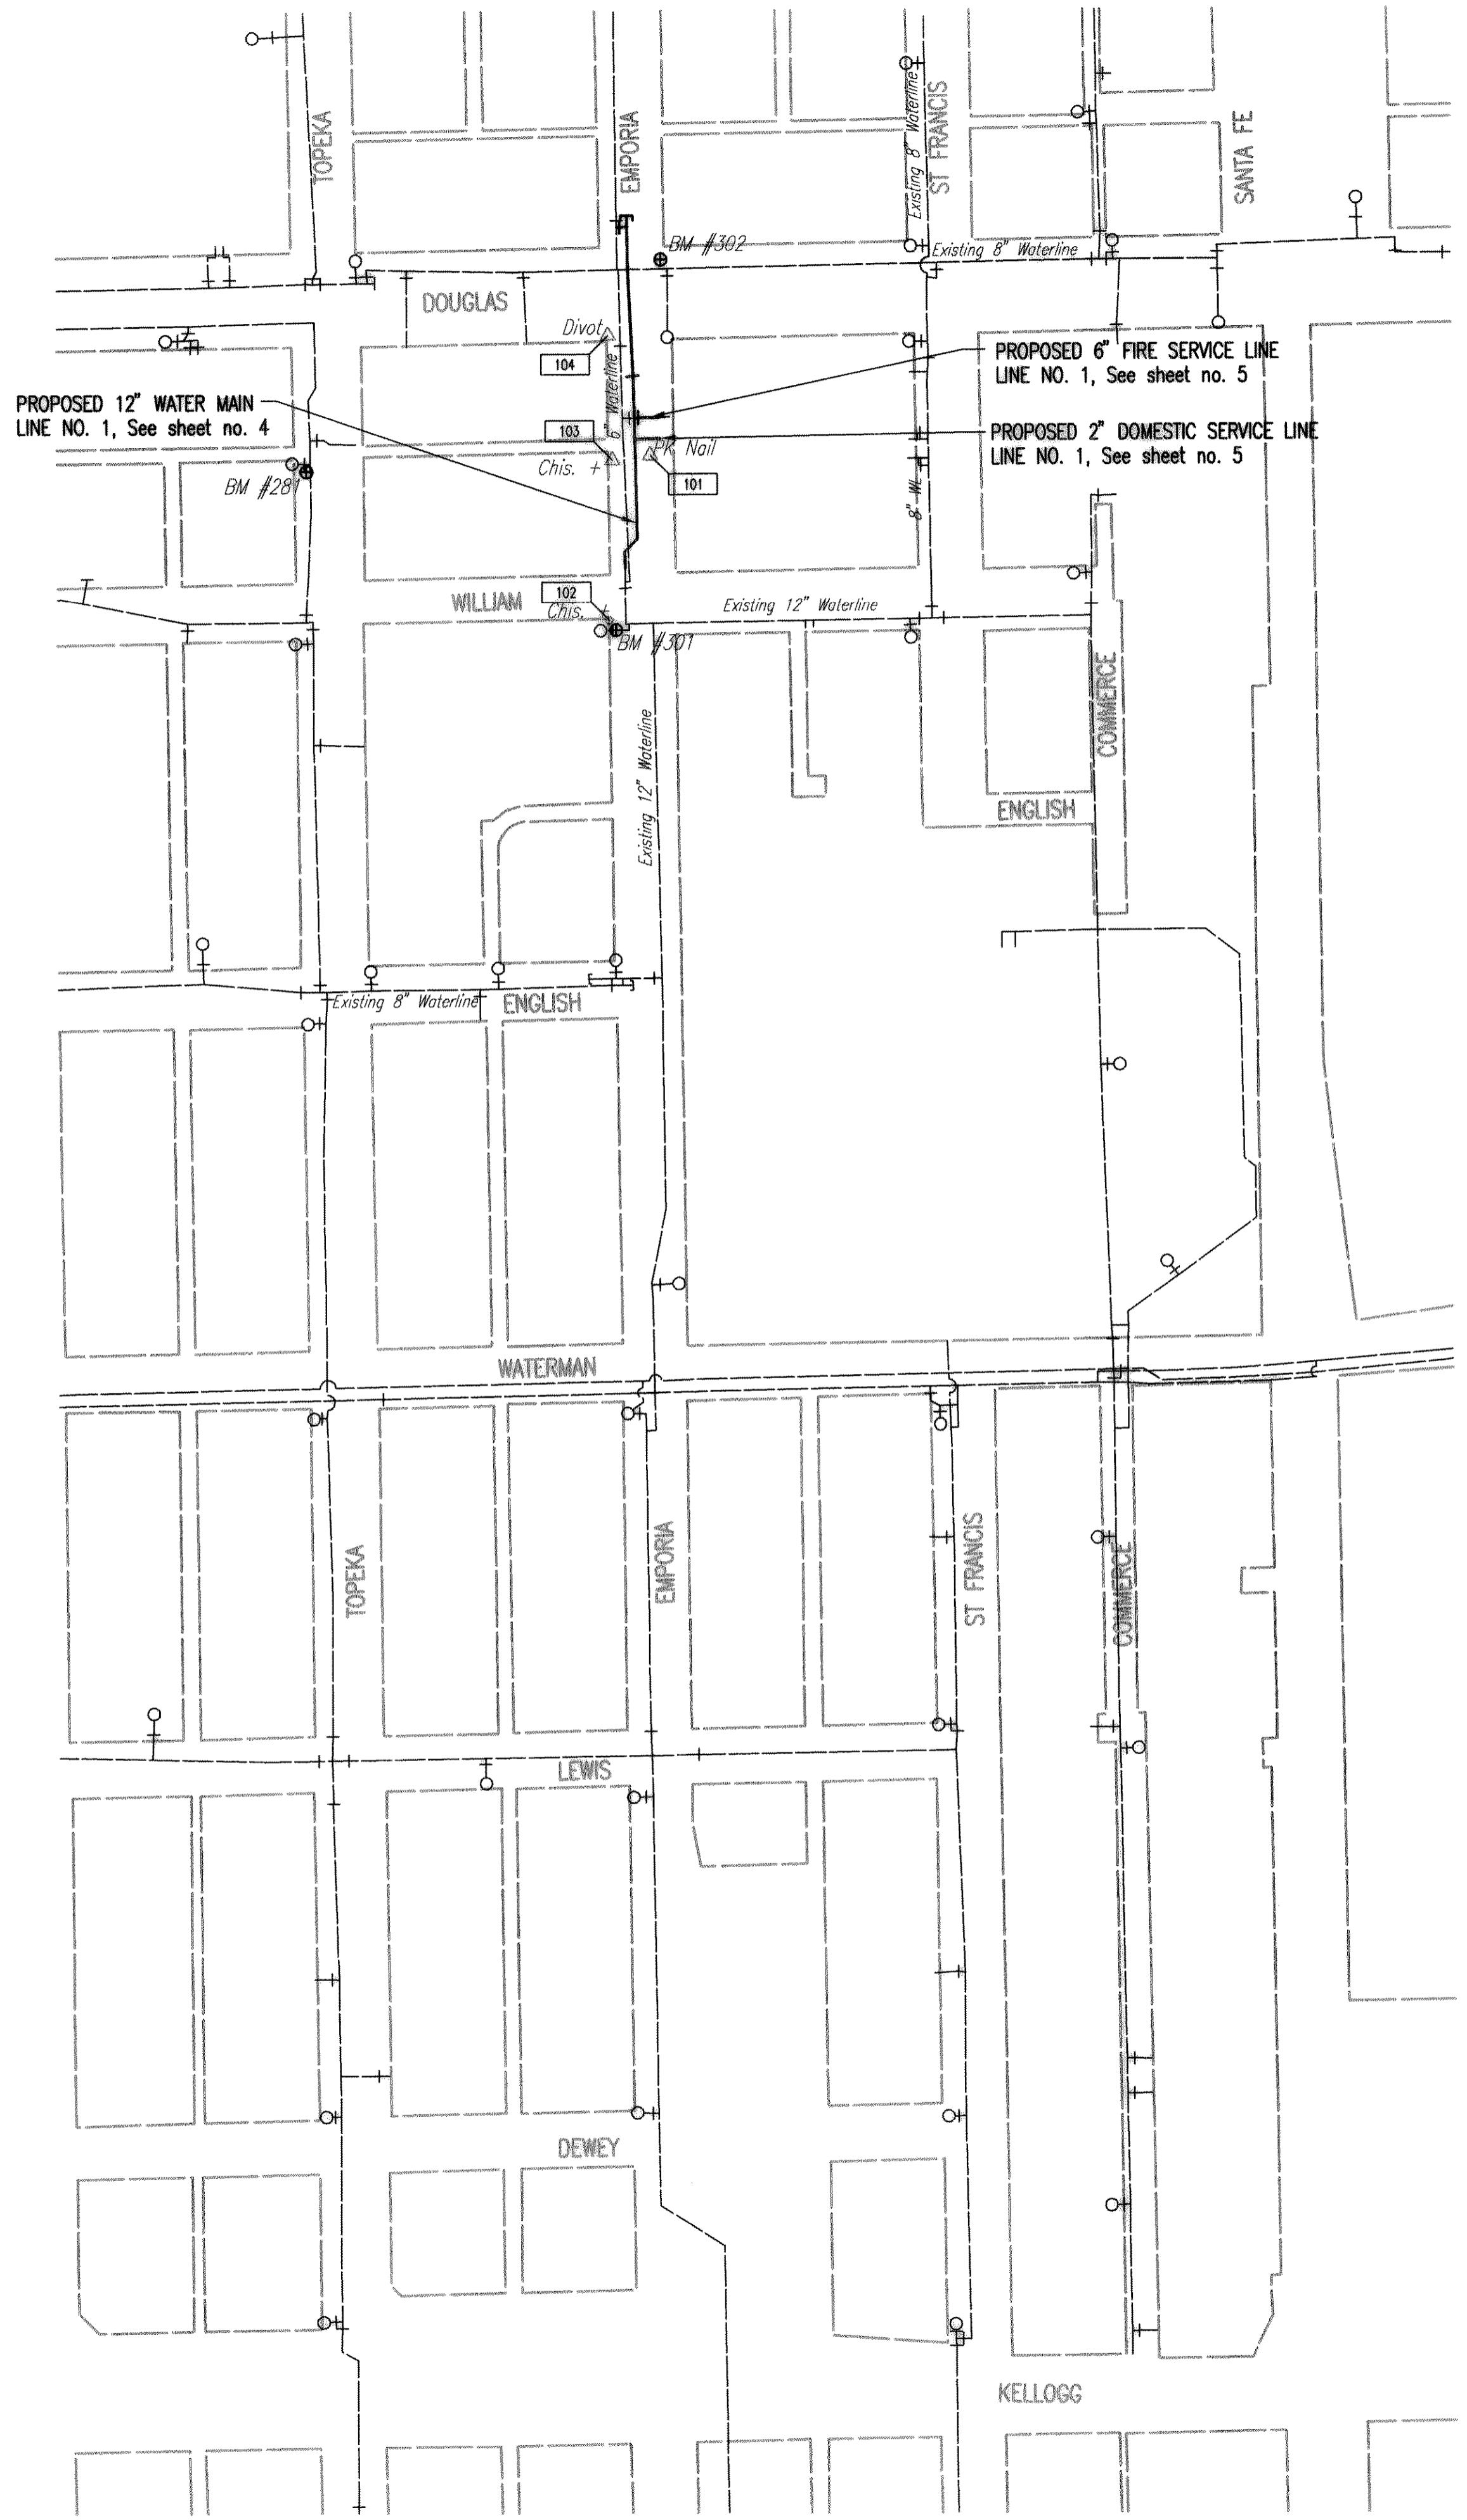 TOPEKA
EMPORIA
Existing 8" Waterline
ST FRANCIS
SANTA FE
BM #302
Existing 8" Waterline
DOUGLAS
Divot
104
6" Waterline
PROPOSED 6" FIRE SERVICE LINE
LINE NO. 1, See sheet no. 5
PROPOSED 12" WATER MAIN
LINE NO. 1, See sheet no. 4
103
PROPOSED 2" DOMESTIC SERVICE LINE
LINE NO. 1, See sheet no. 5
PK Nail
Chis. +
101
BM #281
8" WL
102
WILLIAM
Chis. +
Existing 12" Waterline
BM #301
COMMERCE
Existing 12" Waterline
ENGLISH
Existing 8" Waterline
ENGLISH
WATERMAN
TOPEKA
EMPORIA
ST FRANCIS
COMMERCE
LEWIS
DEWEY
KELLOGG